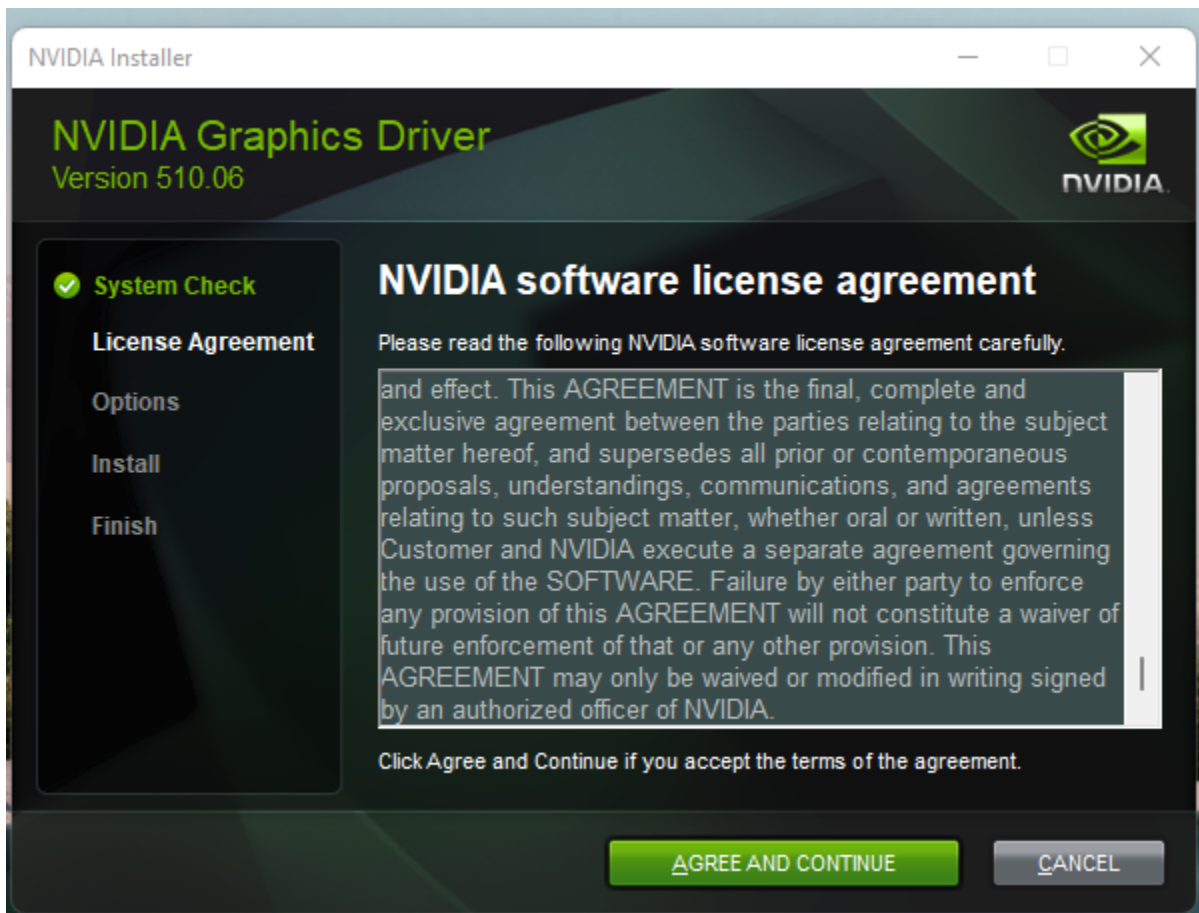 NVIDIA Installer
NVIDIA Graphics Driver
Version 510.06
NVIDIA.
System Check
License Agreement
Options
Install
Finish
NVIDIA software license agreement
Please read the following NVIDIA software license agreement carefully.
and effect. This AGREEMENT is the final, complete and
exclusive agreement between the parties relating to the subject
matter hereof, and supersedes all prior or contemporaneous
proposals, understandings, communications, and agreements
relating to such subject matter, whether oral or written, unless
Customer and NVIDIA execute a separate agreement governing
the use of the SOFTWARE. Failure by either party to enforce
any provision of this AGREEMENT will not constitute a waiver of
future enforcement of that or any other provision. This
AGREEMENT may only be waived or modified in writing signed
by an authorized officer of NVIDIA.
Click Agree and Continue if you accept the terms of the agreement.
AGREE AND CONTINUE
CANCEL